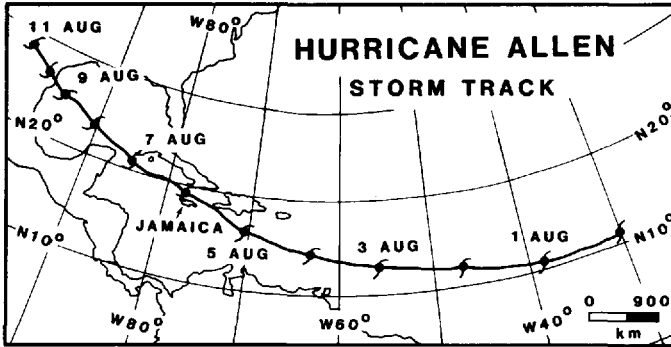 11 AUG
W80°
HURRICANE ALLEN
STORM TRACK
9 AUG
N20°
7 AUG
N20°
JAMAICA
N10°
5 AUG
3 AUG
1 AUG
N10°
W80°
W60°
W40°
0 900
km